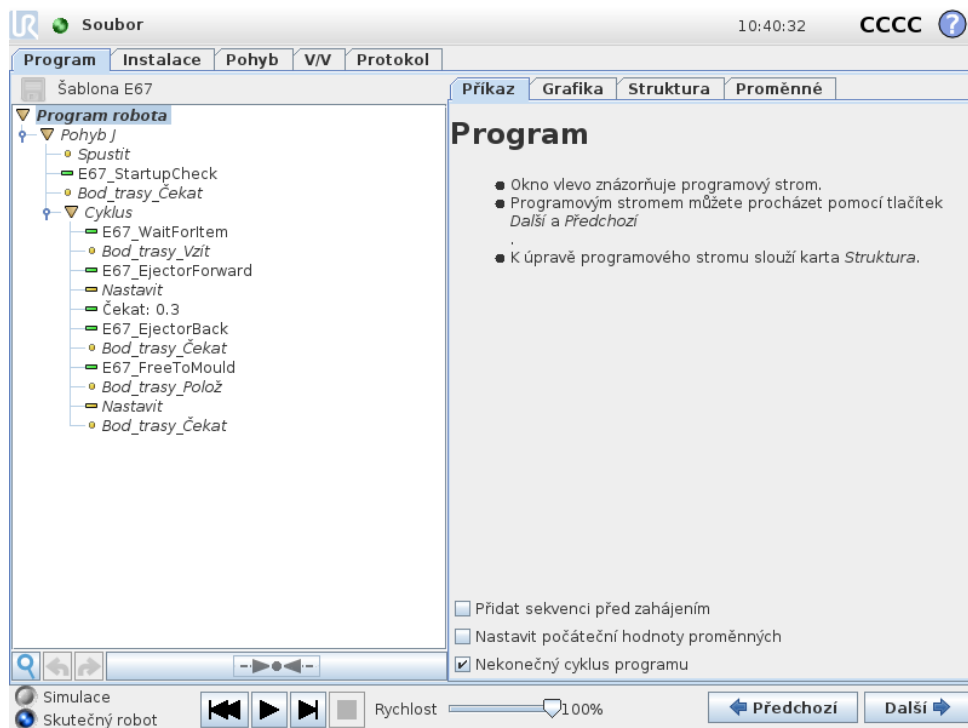 UR Soubor 10:40:32 CCCC ?
Program Instalace Pohyb V/V Protokol
Šablona E67
Příkaz Grafika Struktura Proměnné
Program robota
Pohyb J
Spustit
E67_StartupCheck
Bod_trasy_Čekat
Cyklus
E67_WaitForItem
Bod_trasy_Vzít
E67_EjectorForward
Nastavit
Čekat: 0.3
E67_EjectorBack
Bod_trasy_Čekat
E67_FreeToMould
Bod_trasy_Polož
Nastavit
Bod_trasy_Čekat
Program
Okno vlevo znázorňuje programový strom.
Programovým stromem můžete procházet pomocí tlačítek
Další a Předchozí
.
K úpravě programového stromu slouží karta Struktura.
Přidat sekvenci před zahájením
Nastavit počáteční hodnoty proměnných
Nekonečný cyklus programu
Simulace
Skutečný robot
Rychlost 100%
Předchozí Další